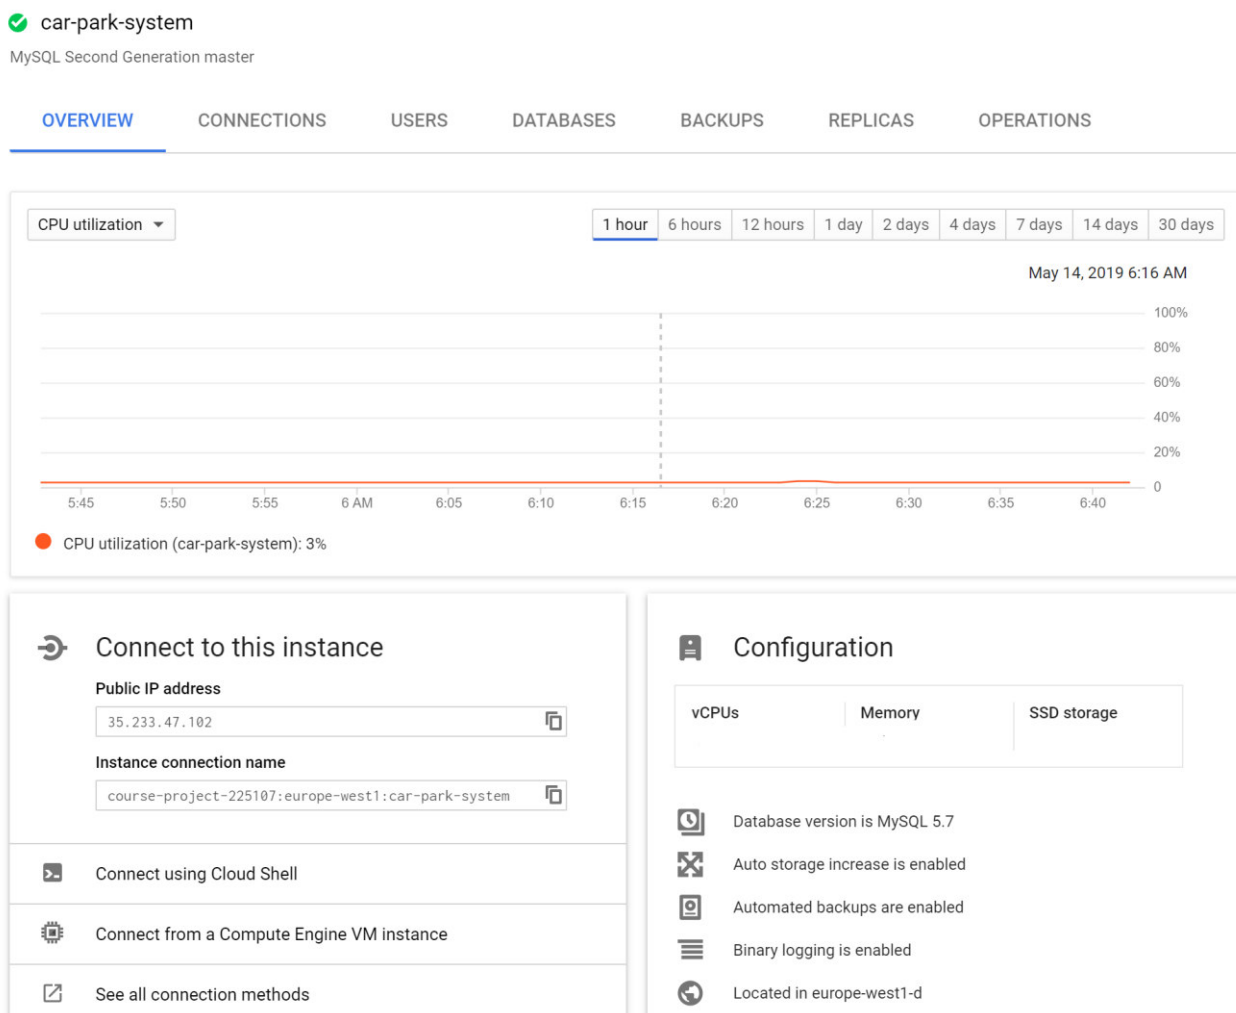 car-park-system
MySQL Second Generation master
OVERVIEW CONNECTIONS USERS DATABASES BACKUPS REPLICAS OPERATIONS
CPU utilization 1 hour 6 hours 12 hours 1 day 2 days 4 days 7 days 14 days 30 days
May 14, 2019 6:16 AM
100%
80%
60%
40%
20%
0
5:45 5:50 5:55 6 AM 6:05 6:10 6:15 6:20 6:25 6:30 6:35 6:40
CPU utilization (car-park-system): 3%
Connect to this instance
Public IP address
35.233.47.102
Instance connection name
course-project-225107:europe-west1:car-park-system
Connect using Cloud Shell
Connect from a Compute Engine VM instance
See all connection methods
Configuration
vCPUs Memory SSD storage
Database version is MySQL 5.7
Auto storage increase is enabled
Automated backups are enabled
Binary logging is enabled
Located in europe-west1-d